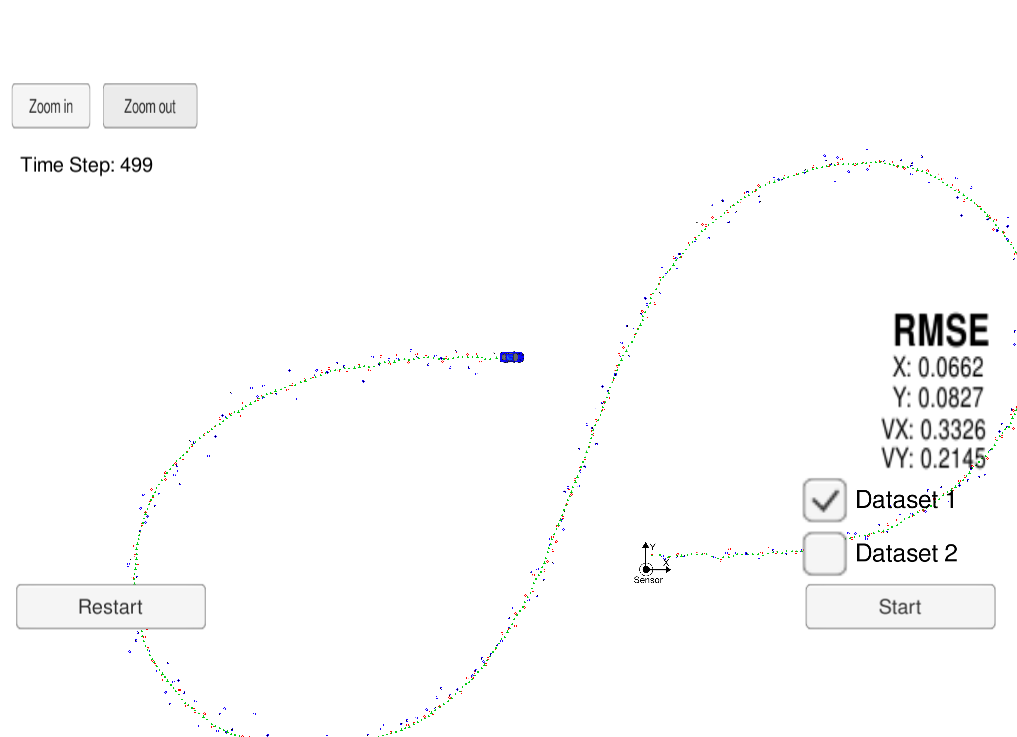 Zoom in
Zoom out
Time Step: 499
RMSE
X: 0.0662
Y: 0.0827
VX: 0.3326
VY: 0.2145
Dataset 1
Dataset 2
Y
X
Sensor
Restart
Start